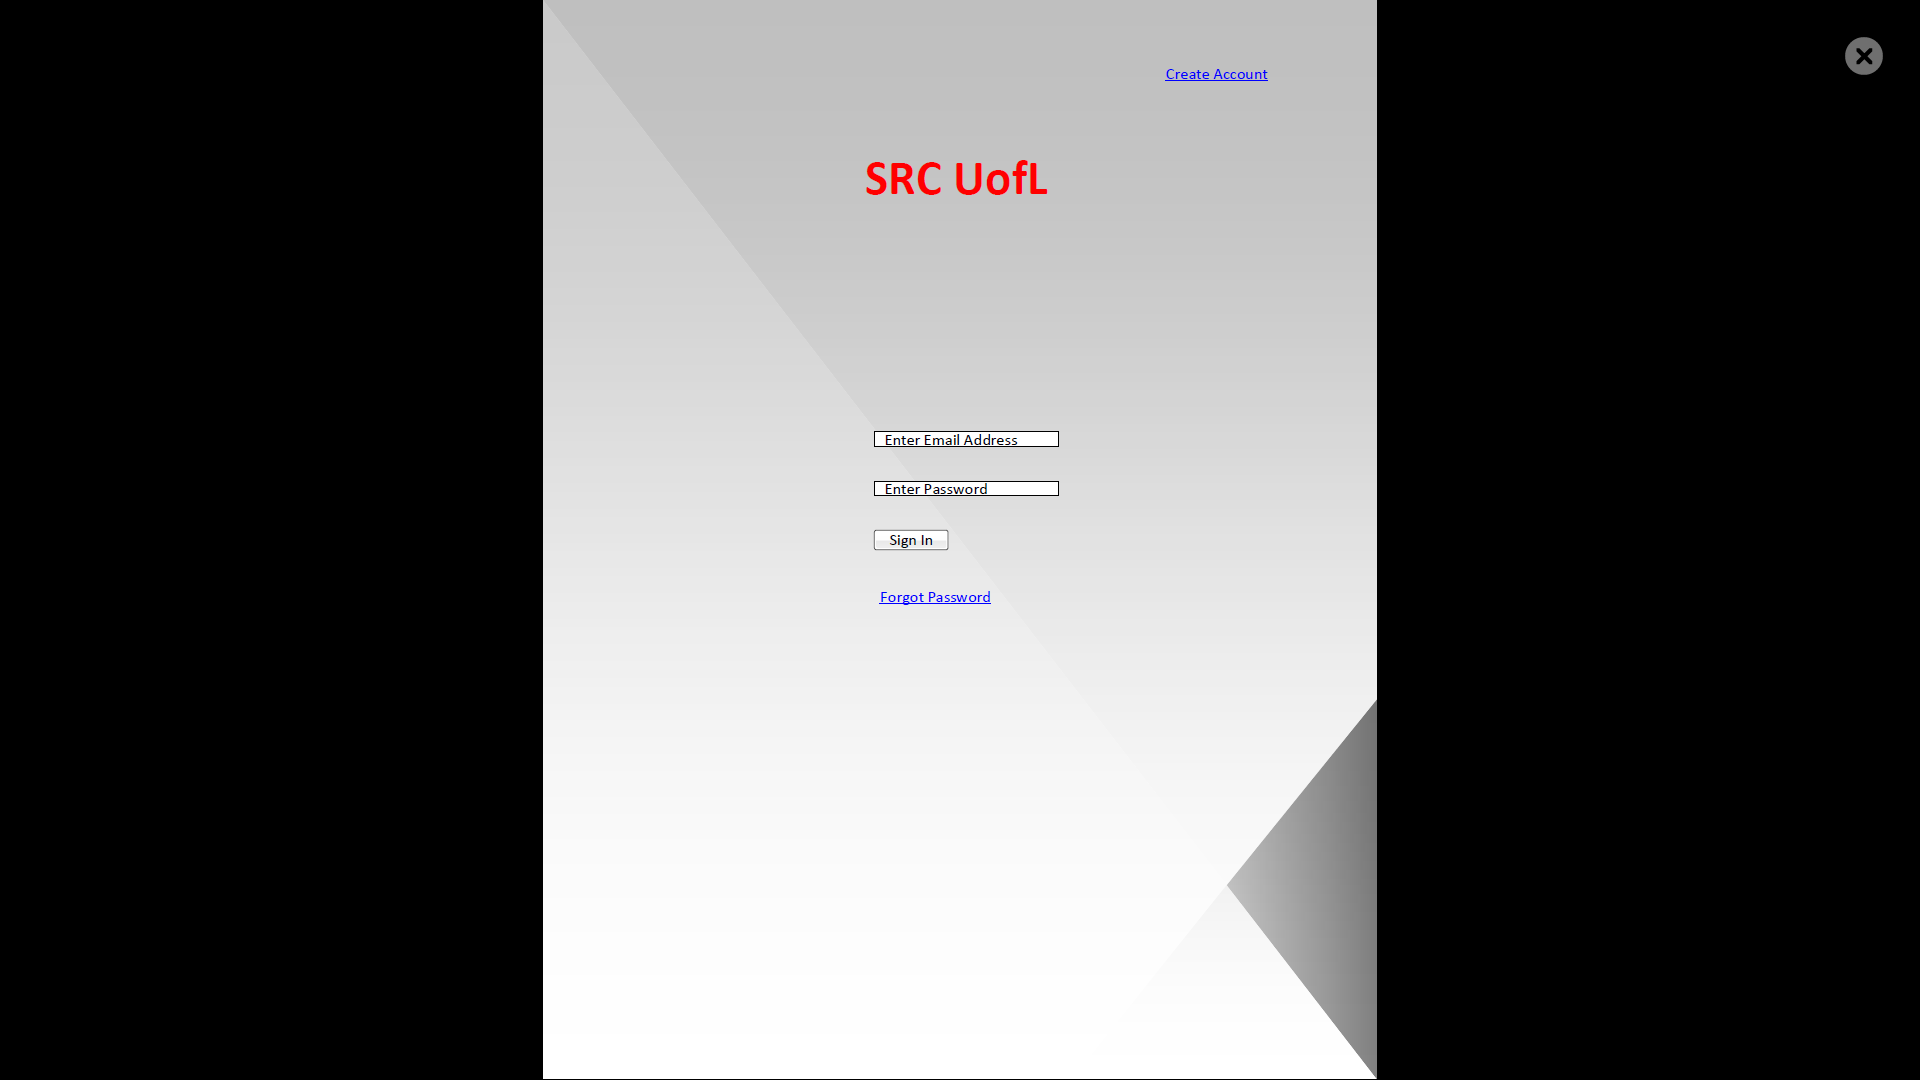 Create Account
SRC UofL
Enter Email Address
Enter Password
Sign In
Forgot Password